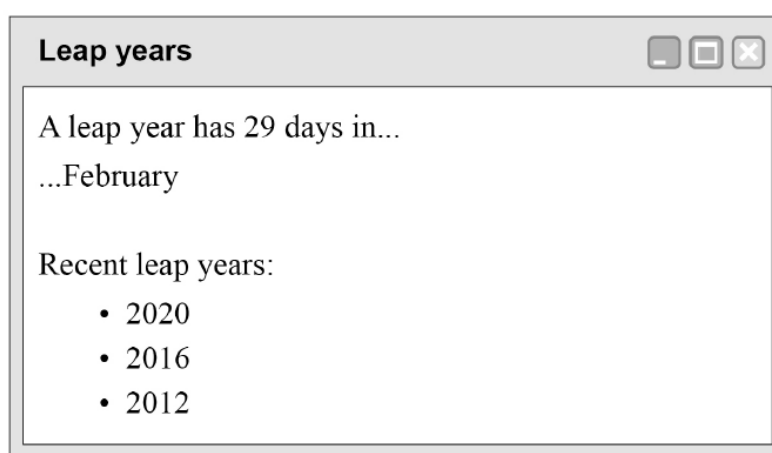 Leap years
A leap year has 29 days in...
...February
Recent leap years:
• 2020
• 2016
• 2012